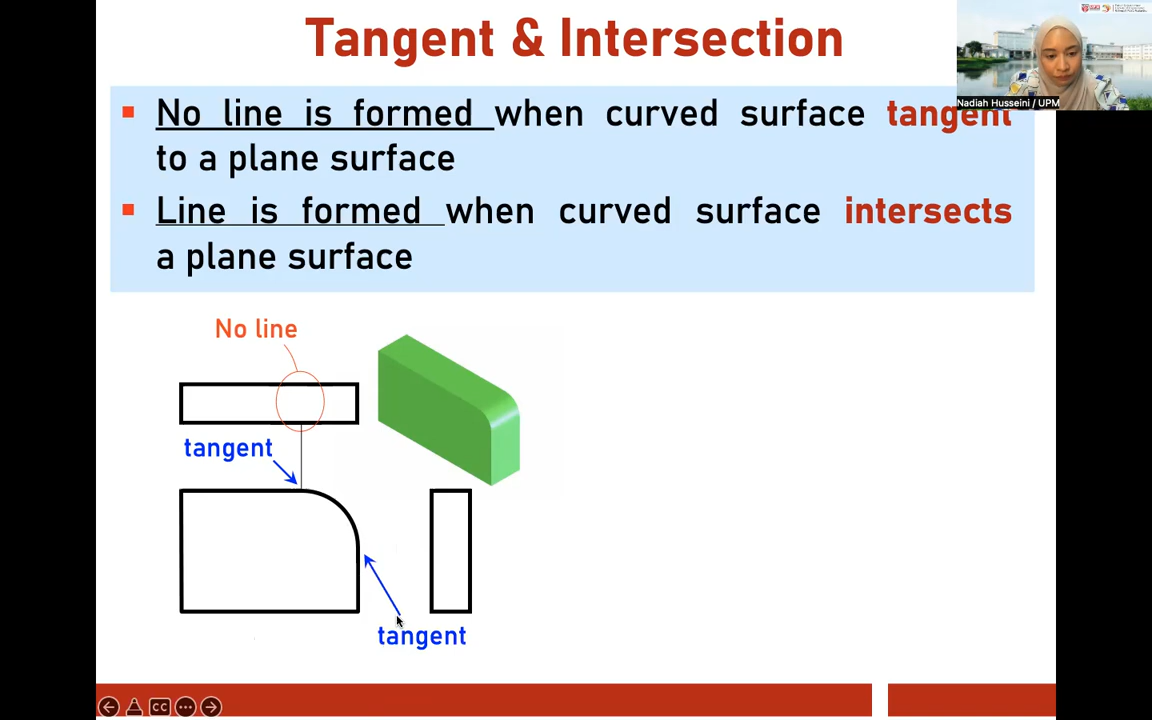 Tangent & Intersection
Nadiah Husseini / UPM
▪ No line is formed when curved surface tangent
to a plane surface
▪ Line is formed when curved surface intersects
a plane surface
No line
tangent
tangent
CC